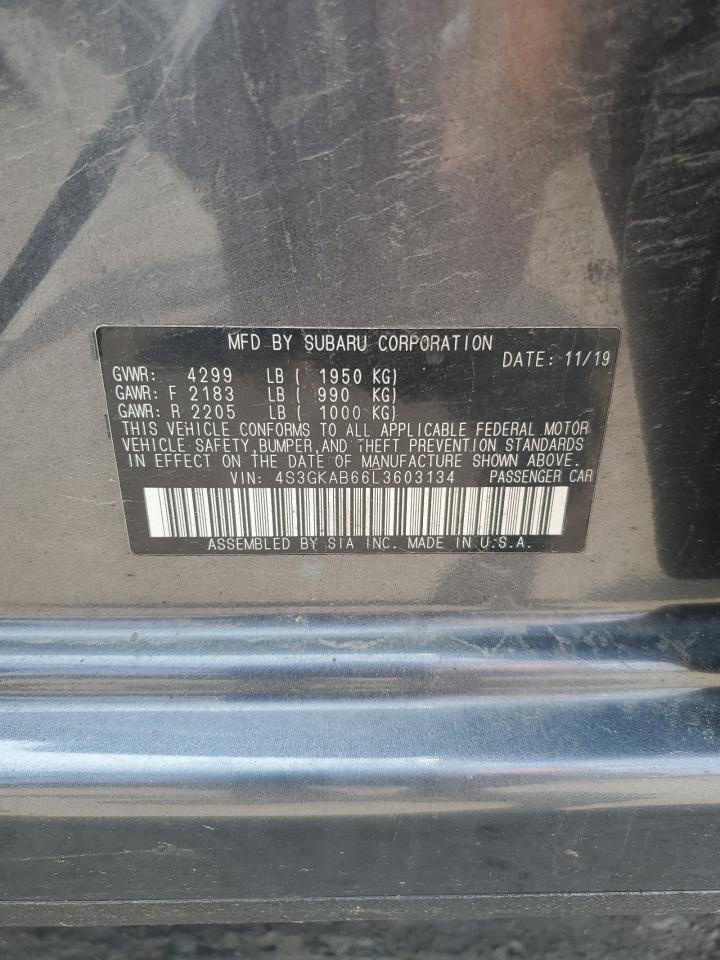 MFD BY SUBARU CORPORATION
DATE: 11/19
GVWR: 4299 LB ( 1950 KG)
GAWR: F 2183 LB ( 990 KG)
GAWR: R 2205 LB ( 1000 KG)
THIS VEHICLE CONFORMS TO ALL APPLICABLE FEDERAL MOTOR
VEHICLE SAFETY, BUMPER, AND THEFT PREVENTION STANDARDS
IN EFFECT ON THE DATE OF MANUFACTURE SHOWN ABOVE.
VIN: 4S3GKAB66L3603134 PASSENGER CAR
ASSEMBLED BY SIA INC. MADE IN U.S.A.